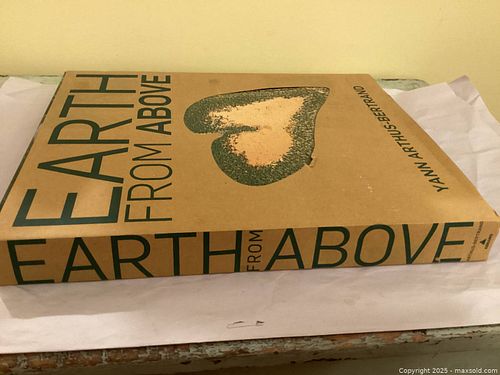 EARTH
FROM ABOVE
YANN ARTHUS-BERTRAND
EARTH FROM ABOVE
Copyright 2025 - maxsold.com